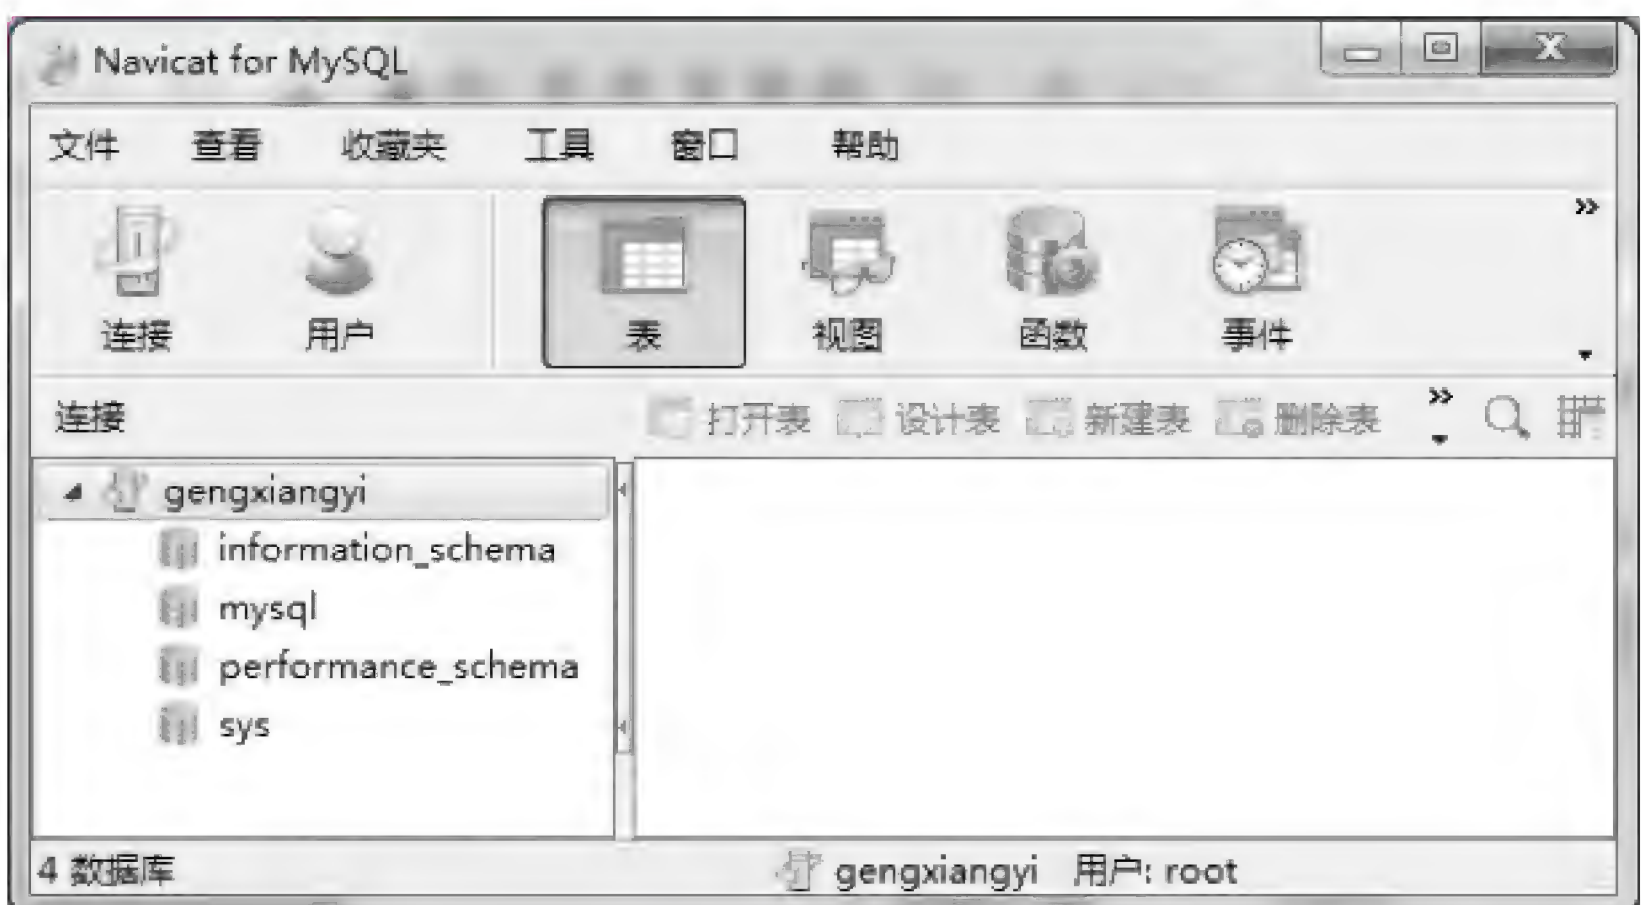 Navicat for MySQL
文件 查看 收藏夹 工具 窗口 帮助
连接 用户 表 视图 函数 事件
连接 打开表 设计表 新建表 删除表
gengxiangyi
information_schema
mysql
performance_schema
sys
4 数据库 gengxiangyi 用户: root